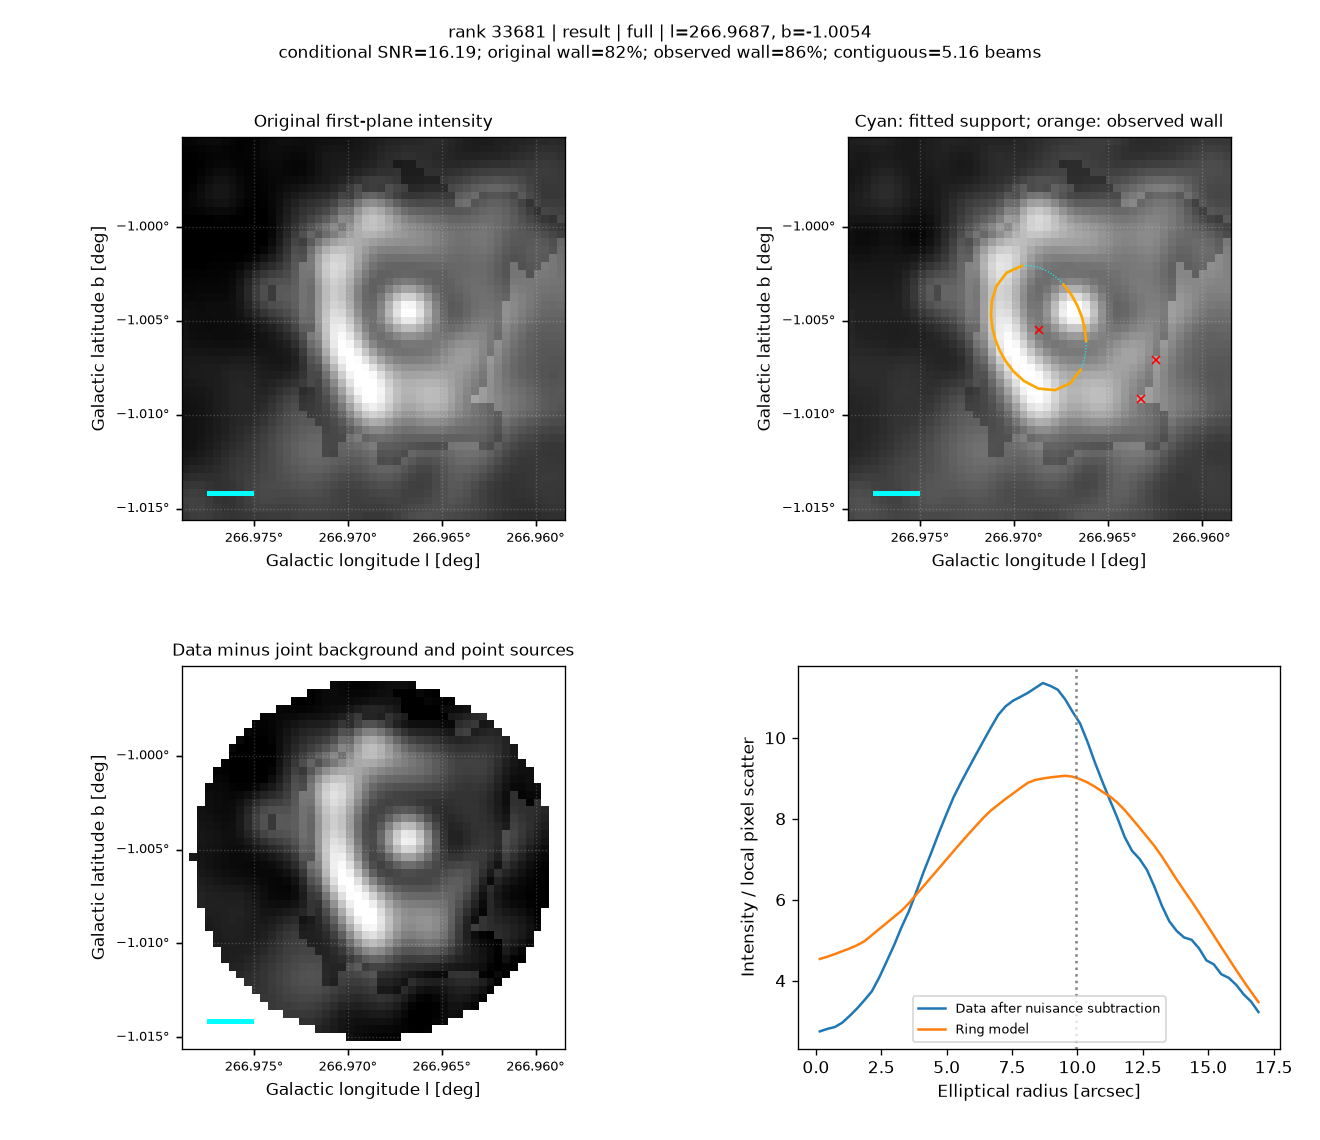 rank 33681 | result | full | l=266.9687, b=-1.0054
conditional SNR=16.19; original wall=82%; observed wall=86%; contiguous=5.16 beams
Original first-plane intensity
Galactic latitude b [deg]
−1.000°
−1.005°
−1.010°
−1.015°
266.975°
266.970°
266.965°
266.960°
Galactic longitude l [deg]
Cyan: fitted support; orange: observed wall
Galactic latitude b [deg]
−1.000°
−1.005°
−1.010°
−1.015°
266.975°
266.970°
266.965°
266.960°
Galactic longitude l [deg]
Data minus joint background and point sources
Galactic latitude b [deg]
−1.000°
−1.005°
−1.010°
−1.015°
266.975°
266.970°
266.965°
266.960°
Galactic longitude l [deg]
Intensity / local pixel scatter
10
8
6
4
Data after nuisance subtraction
Ring model
0.0
2.5
5.0
7.5
10.0
12.5
15.0
17.5
Elliptical radius [arcsec]